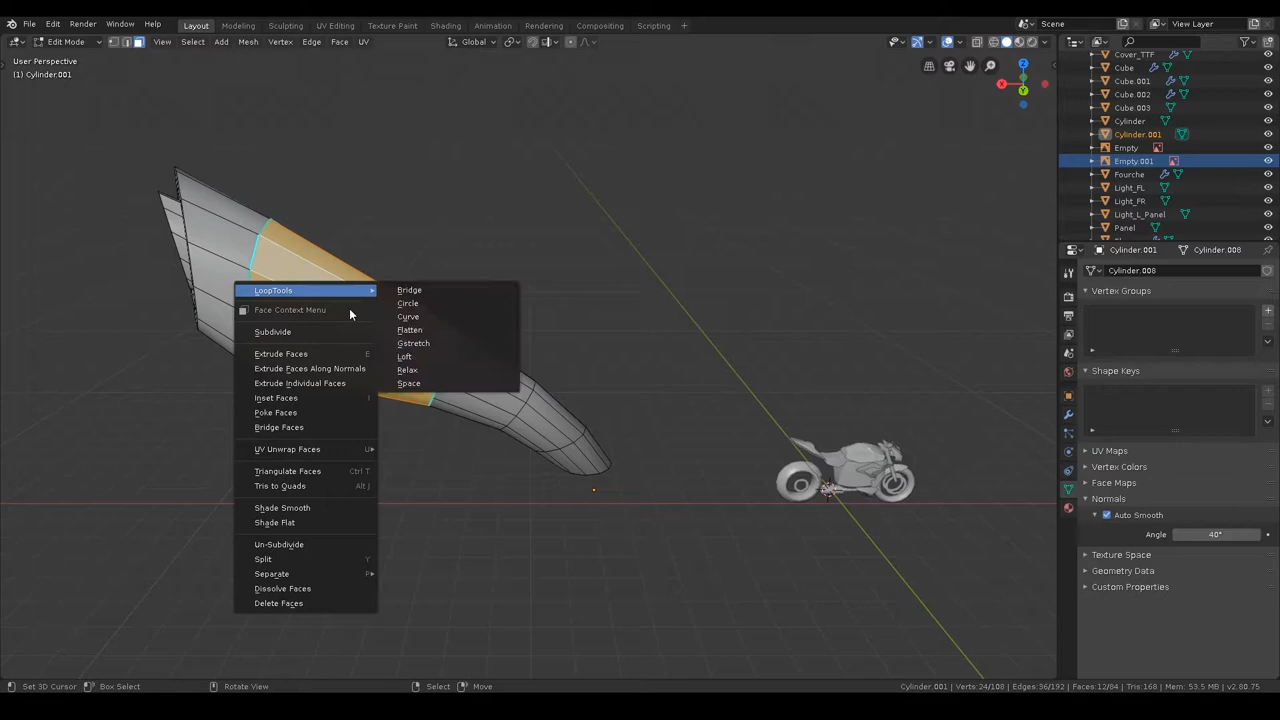 File Edit Render Window Help
Layout Modeling Sculpting UV Editing Texture Paint Shading Animation Rendering Compositing Scripting +
Scene
View Layer
Edit Mode
View Select Add Mesh Vertex Edge Face UV
Global
User Perspective
(1) Cylinder.001
Z
X
Y
LoopTools
Face Context Menu
Subdivide
Extrude Faces E
Extrude Faces Along Normals
Extrude Individual Faces
Inset Faces I
Poke Faces
Bridge Faces
UV Unwrap Faces U
Triangulate Faces Ctrl T
Tris to Quads Alt J
Shade Smooth
Shade Flat
Un-Subdivide
Split Y
Separate P
Dissolve Faces
Delete Faces
Bridge
Circle
Curve
Flatten
Gstretch
Loft
Relax
Space
Cover_TTF
Cube
Cube.001
Cube.002
Cube.003
Cylinder
Cylinder.001
Empty
Empty.001
Fourche
Light_FL
Light_FR
Light_L_Panel
Panel
Cylinder.001 Cylinder.008
Cylinder.008
Vertex Groups
Shape Keys
UV Maps
Vertex Colors
Face Maps
Normals
Auto Smooth
Angle 40°
Texture Space
Geometry Data
Custom Properties
Set 3D Cursor Box Select Rotate View Select Move
Cylinder.001 | Verts:24/108 | Edges:36/192 | Faces:12/84 | Tris:168 | Mem: 53.5 MB | v2.80.75